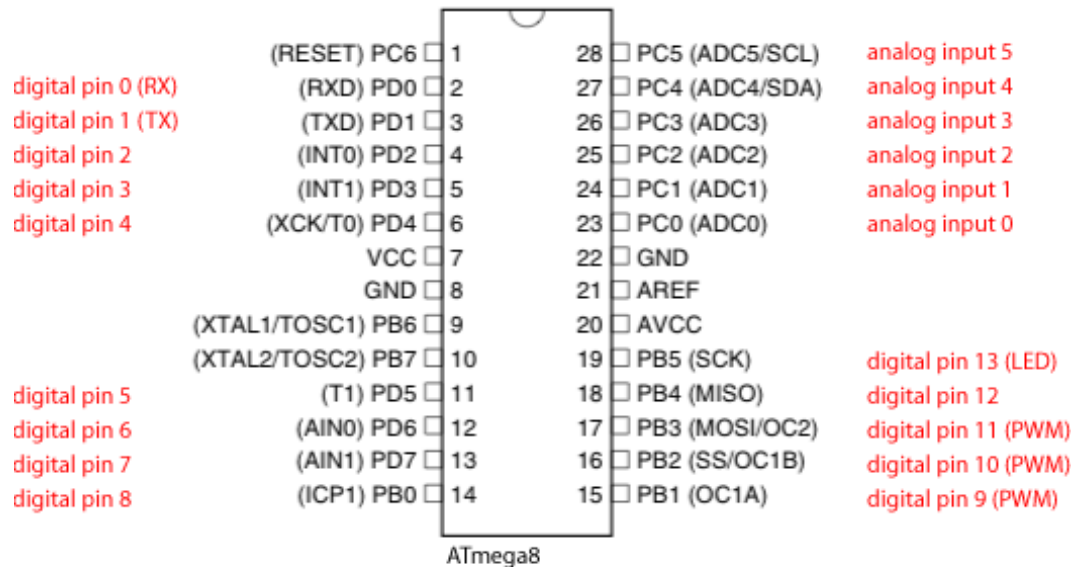 (RESET) PC6 1 28 PC5 (ADC5/SCL) analog input 5
digital pin 0 (RX) (RXD) PD0 2 27 PC4 (ADC4/SDA) analog input 4
digital pin 1 (TX) (TXD) PD1 3 26 PC3 (ADC3) analog input 3
digital pin 2 (INT0) PD2 4 25 PC2 (ADC2) analog input 2
digital pin 3 (INT1) PD3 5 24 PC1 (ADC1) analog input 1
digital pin 4 (XCK/T0) PD4 6 23 PC0 (ADC0) analog input 0
VCC 7 22 GND
GND 8 21 AREF
(XTAL1/TOSC1) PB6 9 20 AVCC
(XTAL2/TOSC2) PB7 10 19 PB5 (SCK) digital pin 13 (LED)
digital pin 5 (T1) PD5 11 18 PB4 (MISO) digital pin 12
digital pin 6 (AIN0) PD6 12 17 PB3 (MOSI/OC2) digital pin 11 (PWM)
digital pin 7 (AIN1) PD7 13 16 PB2 (SS/OC1B) digital pin 10 (PWM)
digital pin 8 (ICP1) PB0 14 15 PB1 (OC1A) digital pin 9 (PWM)
ATmega8